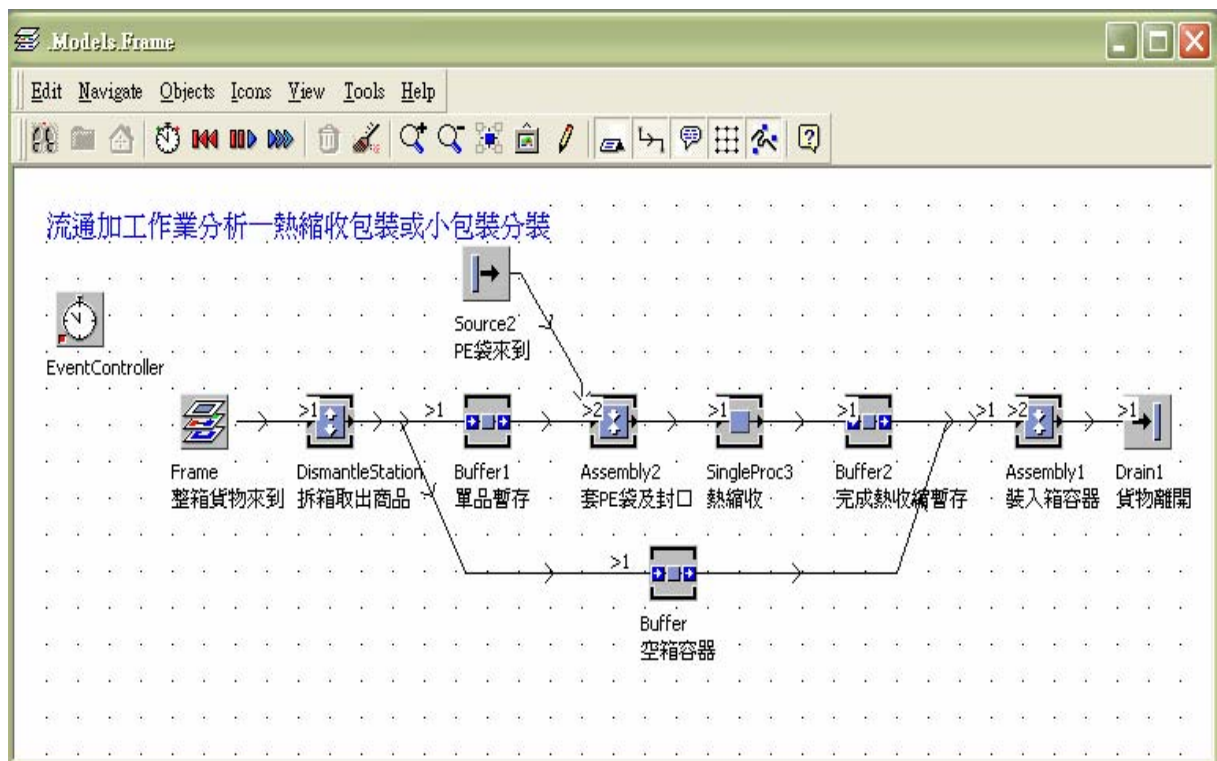 .Models.Frame
Edit Navigate Objects Icons View Tools Help
流通加工作業分析一熱縮收包裝或小包裝分裝
Source2
PE袋來到
EventController
>1 >1 >2 >1 >1 >1 >2 >1
Frame DismantleStation Buffer1 Assembly2 SingleProc3 Buffer2 Assembly1 Drain1
整箱貨物來到 拆箱取出商品 單品暫存 套PE袋及封口 熱縮收 完成熱收縮暫存 裝入箱容器 貨物離開
>1
Buffer
空箱容器